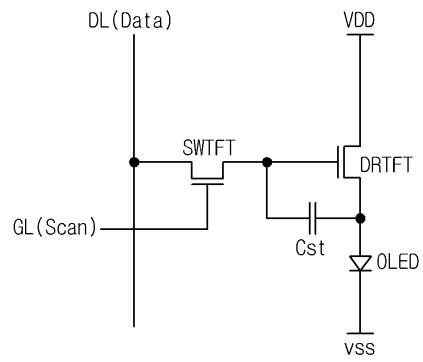 DL(Data)
VDD
SWTFT
DRTFT
GL(Scan)
Cst
OLED
VSS